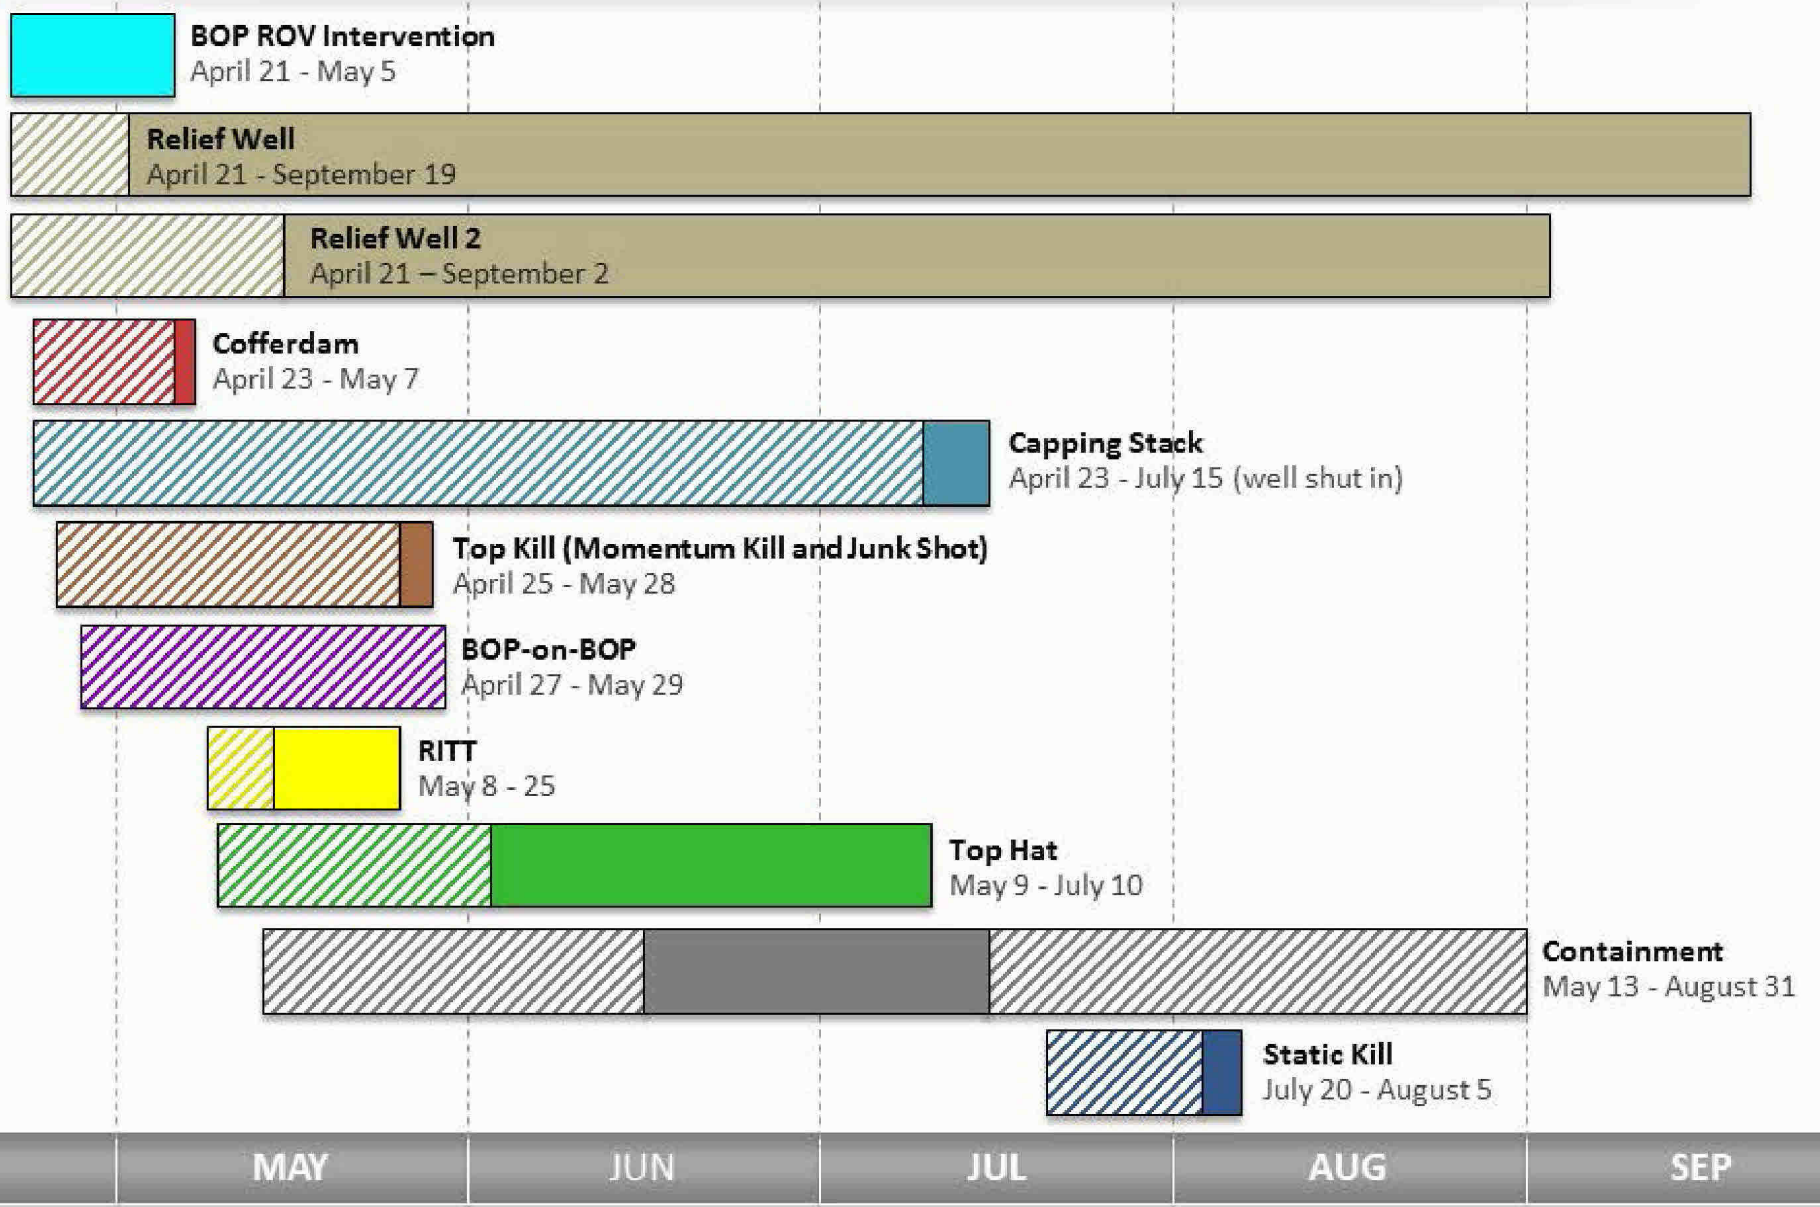 BOP ROV Intervention
April 21 - May 5
Relief Well
April 21 - September 19
Relief Well 2
April 21 – September 2
Cofferdam
April 23 - May 7
Capping Stack
April 23 - July 15 (well shut in)
Top Kill (Momentum Kill and Junk Shot)
April 25 - May 28
BOP-on-BOP
April 27 - May 29
RITT
May 8 - 25
Top Hat
May 9 - July 10
Containment
May 13 - August 31
Static Kill
July 20 - August 5
MAY JUN JUL AUG SEP